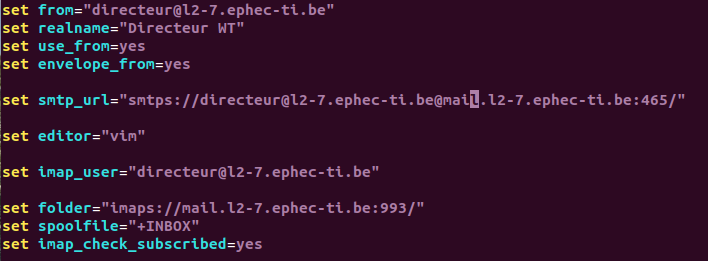 set from="directeur@l2-7.ephec-ti.be"
set realname="Directeur WT"
set use_from=yes
set envelope_from=yes
set smtp_url="smtps://directeur@l2-7.ephec-ti.be@mail.l2-7.ephec-ti.be:465/"
set editor="vim"
set imap_user="directeur@l2-7.ephec-ti.be"
set folder="imaps://mail.l2-7.ephec-ti.be:993/"
set spoolfile="+INBOX"
set imap_check_subscribed=yes